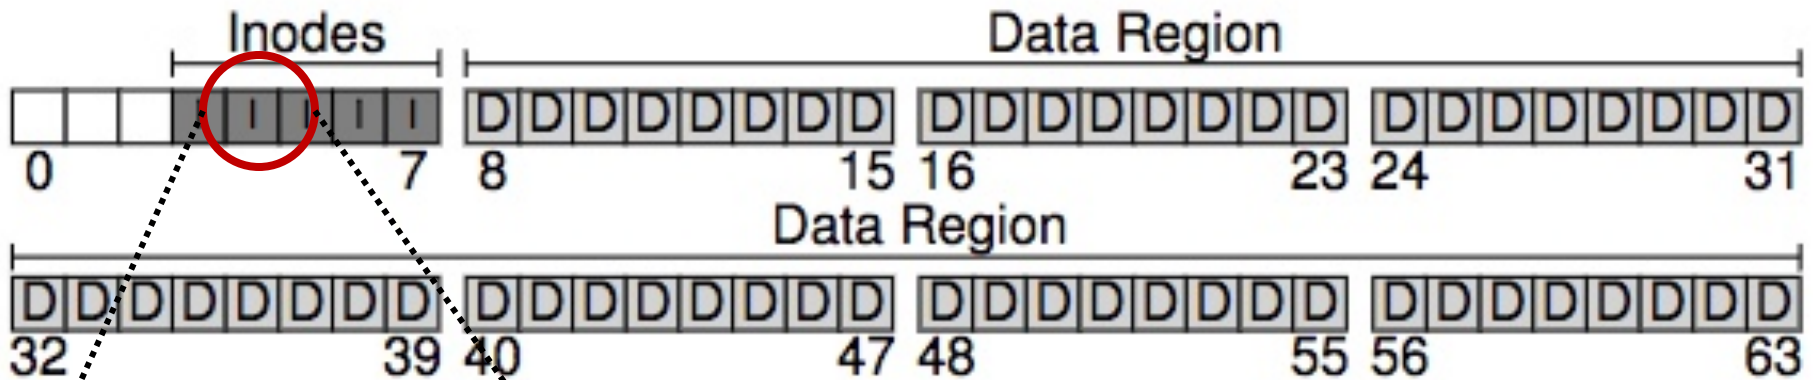 Inodes Data Region
I I I I I D D D D D D D D D D D D D D D D D D D D D D D D
0 7 8 15 16 23 24 31
Data Region
D D D D D D D D D D D D D D D D D D D D D D D D D D D D D D D D
32 39 40 47 48 55 56 63